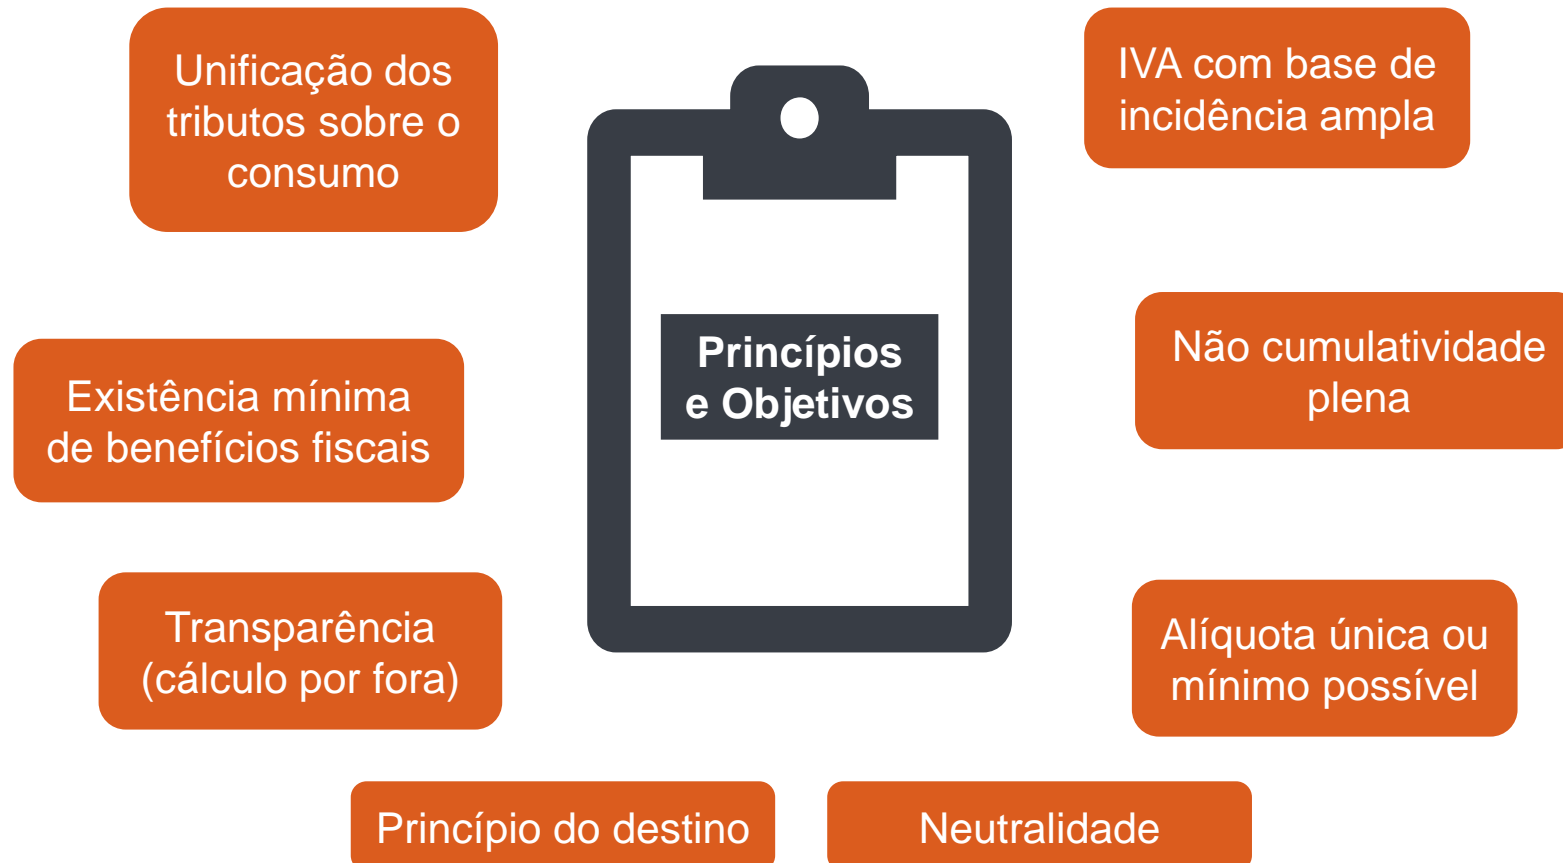 Unificação dos
tributos sobre o
consumo
IVA com base de
incidência ampla
Princípios
e Objetivos
Existência mínima
de benefícios fiscais
Não cumulatividade
plena
Transparência
(cálculo por fora)
Alíquota única ou
mínimo possível
Princípio do destino
Neutralidade